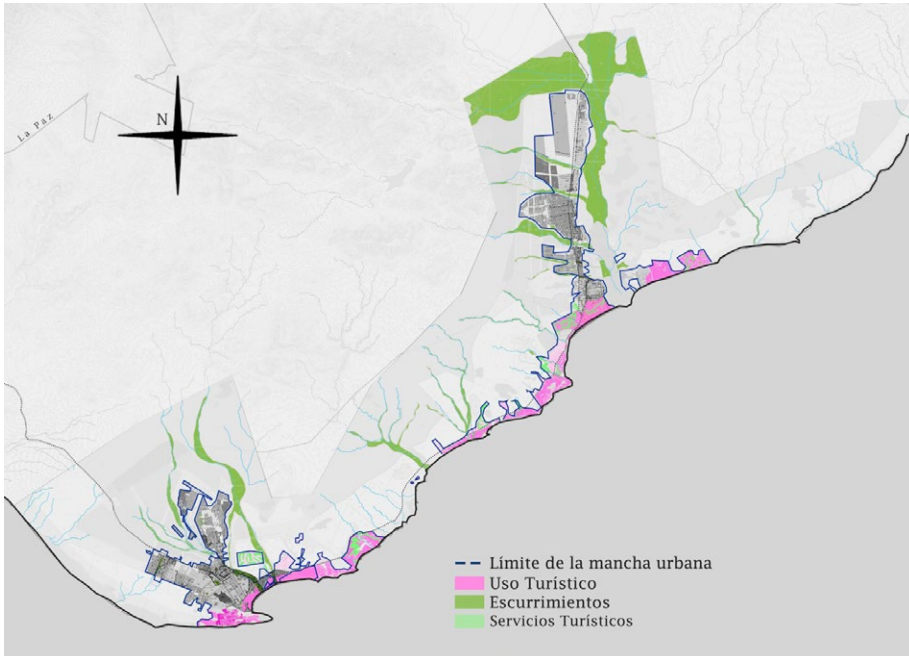 N
La Paz
Límite de la mancha urbana
Uso Turístico
Escurrimientos
Servicios Turísticos